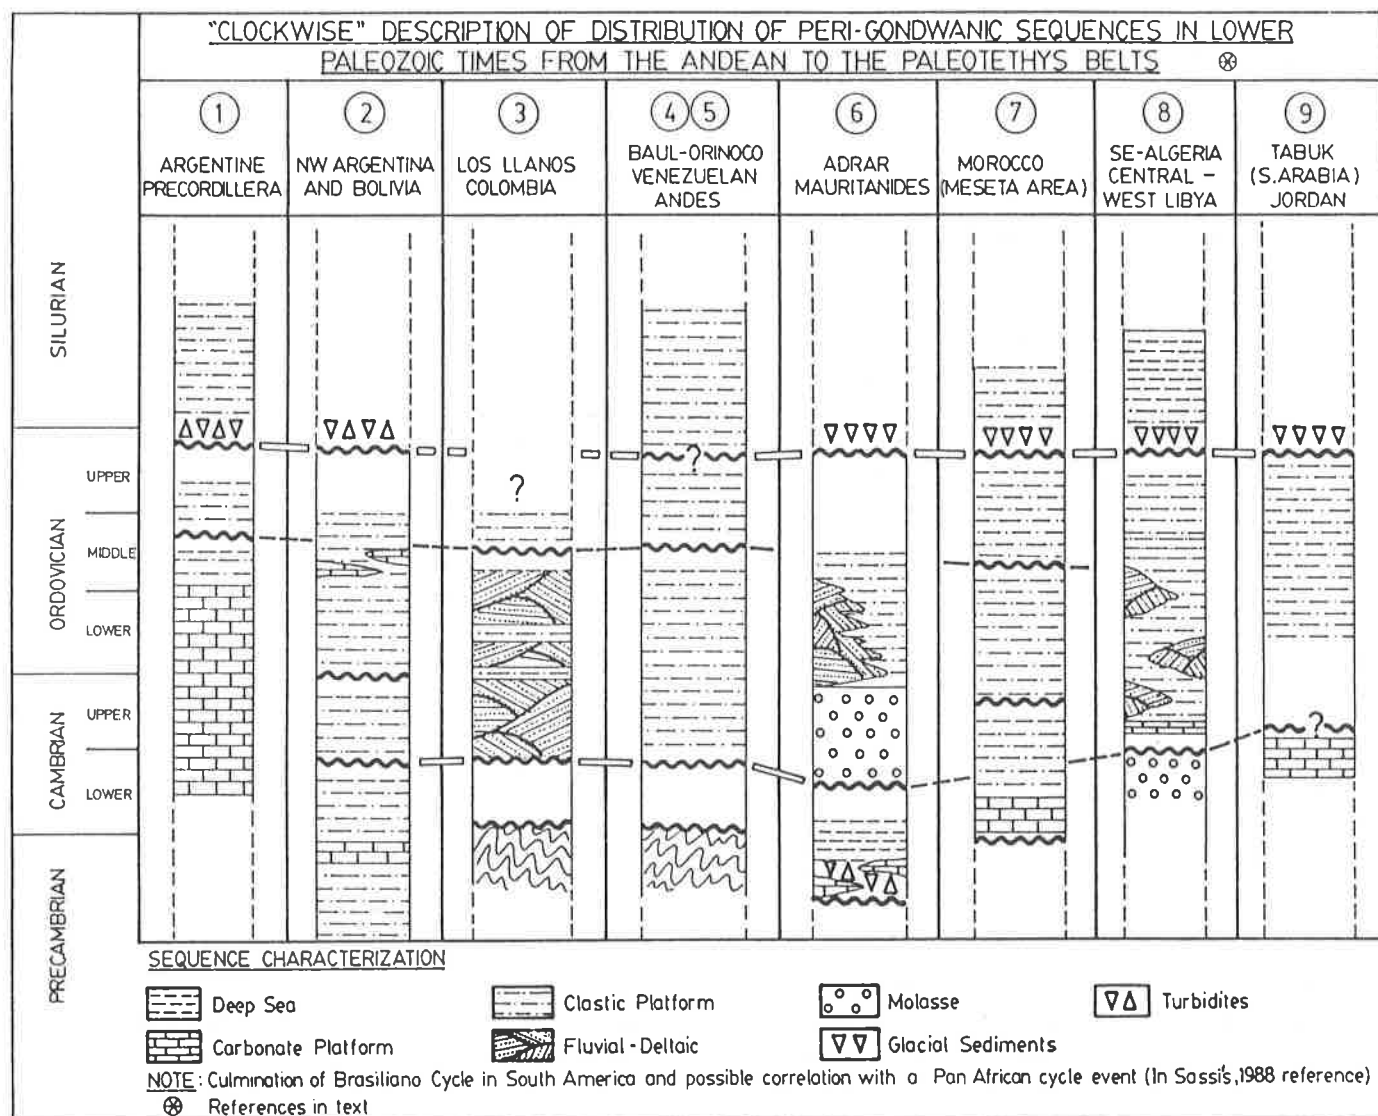 "CLOCKWISE" DESCRIPTION OF DISTRIBUTION OF PERI-GONDWANIC SEQUENCES IN LOWER
PALEOZOIC TIMES FROM THE ANDEAN TO THE PALEOTETHYS BELTS ⊛
1
ARGENTINE
PRECORDILLERA
2
NW ARGENTINA
AND BOLIVIA
3
LOS LLANOS
COLOMBIA
4 5
BAUL-ORINOCO
VENEZUELAN
ANDES
6
ADRAR
MAURITANIDES
7
MOROCCO
(MESETA AREA)
8
SE-ALGERIA
CENTRAL -
WEST LIBYA
9
TABUK
(S.ARABIA)
JORDAN
SILURIAN
ORDOVICIAN
UPPER
MIDDLE
LOWER
CAMBRIAN
UPPER
LOWER
PRECAMBRIAN
?
?
?
SEQUENCE CHARACTERIZATION
Deep Sea
Clastic Platform
Molasse
Turbidites
Carbonate Platform
Fluvial-Deltaic
Glacial Sediments
NOTE: Culmination of Brasiliano Cycle in South America and possible correlation with a Pan African cycle event (In Sassi's,1988 reference)
⊛ References in text